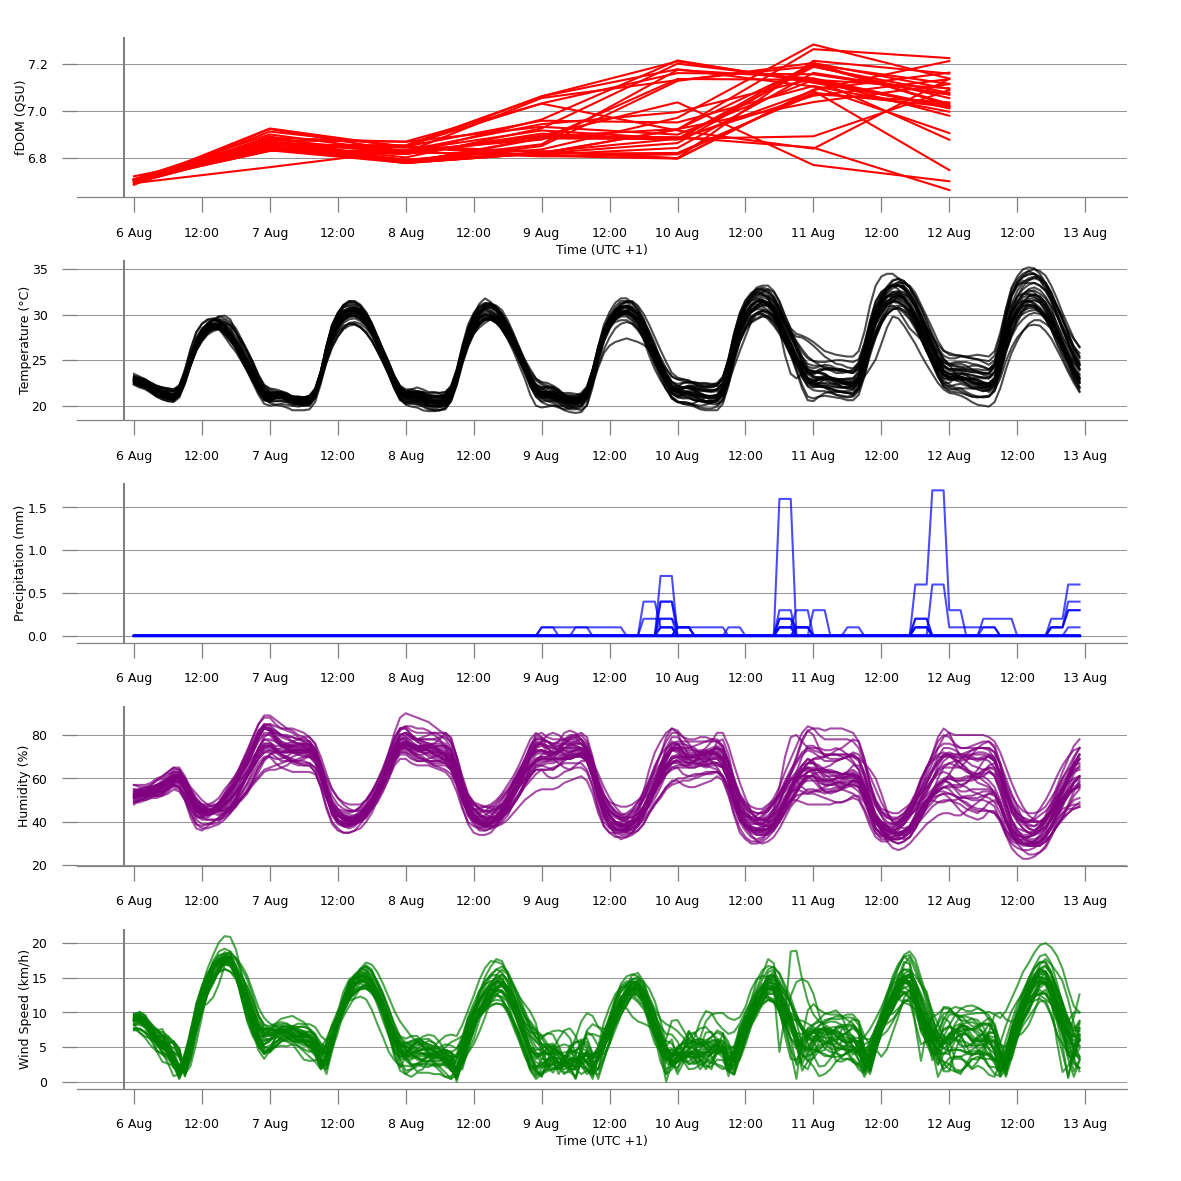 fDOM (QSU)
7.2
7.0
6.8
6 Aug 12:00 7 Aug 12:00 8 Aug 12:00 9 Aug 12:00 10 Aug 12:00 11 Aug 12:00 12 Aug 12:00 13 Aug
Time (UTC +1)
Temperature (°C)
35
30
25
20
6 Aug 12:00 7 Aug 12:00 8 Aug 12:00 9 Aug 12:00 10 Aug 12:00 11 Aug 12:00 12 Aug 12:00 13 Aug
Precipitation (mm)
1.5
1.0
0.5
0.0
6 Aug 12:00 7 Aug 12:00 8 Aug 12:00 9 Aug 12:00 10 Aug 12:00 11 Aug 12:00 12 Aug 12:00 13 Aug
Humidity (%)
80
60
40
20
6 Aug 12:00 7 Aug 12:00 8 Aug 12:00 9 Aug 12:00 10 Aug 12:00 11 Aug 12:00 12 Aug 12:00 13 Aug
Wind Speed (km/h)
20
15
10
5
0
6 Aug 12:00 7 Aug 12:00 8 Aug 12:00 9 Aug 12:00 10 Aug 12:00 11 Aug 12:00 12 Aug 12:00 13 Aug
Time (UTC +1)